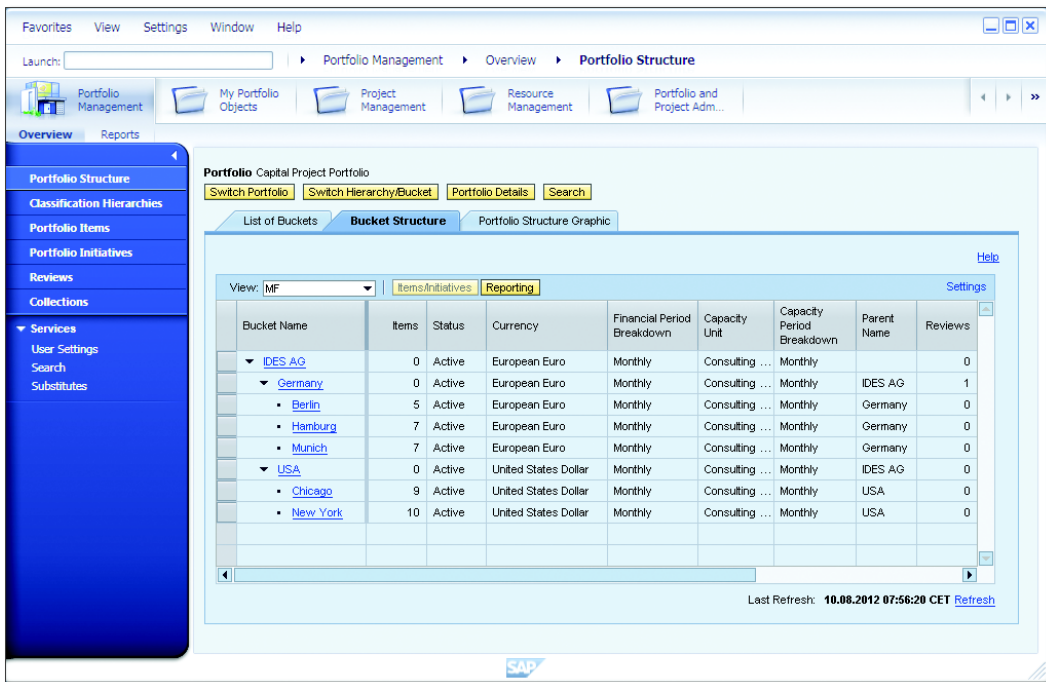 Favorites View Settings Window Help
Launch: Portfolio Management Overview Portfolio Structure
Portfolio Management My Portfolio Objects Project Management Resource Management Portfolio and Project Adm...
Overview Reports
Portfolio Structure
Classification Hierarchies
Portfolio Items
Portfolio Initiatives
Reviews
Collections
Services
User Settings
Search
Substitutes
Portfolio Capital Project Portfolio
Switch Portfolio Switch Hierarchy/Bucket Portfolio Details Search
List of Buckets Bucket Structure Portfolio Structure Graphic
Help
View: MF Items/Initiatives Reporting Settings
Bucket Name Items Status Currency Financial Period Breakdown Capacity Unit Capacity Period Breakdown Parent Name Reviews
IDES AG 0 Active European Euro Monthly Consulting ... Monthly 0
Germany 0 Active European Euro Monthly Consulting ... Monthly IDES AG 1
Berlin 5 Active European Euro Monthly Consulting ... Monthly Germany 0
Hamburg 7 Active European Euro Monthly Consulting ... Monthly Germany 0
Munich 7 Active European Euro Monthly Consulting ... Monthly Germany 0
USA 0 Active United States Dollar Monthly Consulting ... Monthly IDES AG 0
Chicago 9 Active United States Dollar Monthly Consulting ... Monthly USA 0
New York 10 Active United States Dollar Monthly Consulting ... Monthly USA 0
Last Refresh: 10.08.2012 07:56:20 CET Refresh
SAP